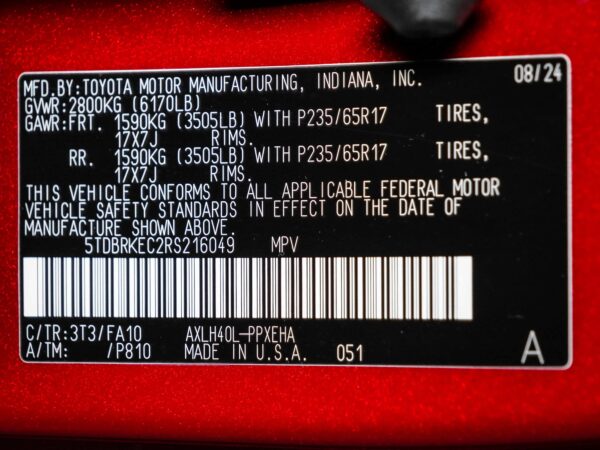 MFD.BY:TOYOTA MOTOR MANUFACTURING, INDIANA, INC. 08/24
GVWR:2800KG (6170LB)
GAWR:FRT. 1590KG (3505LB) WITH P235/65R17 TIRES,
17X7J RIMS.
RR. 1590KG (3505LB) WITH P235/65R17 TIRES,
17X7J RIMS.
THIS VEHICLE CONFORMS TO ALL APPLICABLE FEDERAL MOTOR
VEHICLE SAFETY STANDARDS IN EFFECT ON THE DATE OF
MANUFACTURE SHOWN ABOVE.
5TDBRKEC2RS216049 MPV
C/TR:3T3/FA10 AXLH40L-PPXEHA
A/TM: /P810 MADE IN U.S.A. 051 A